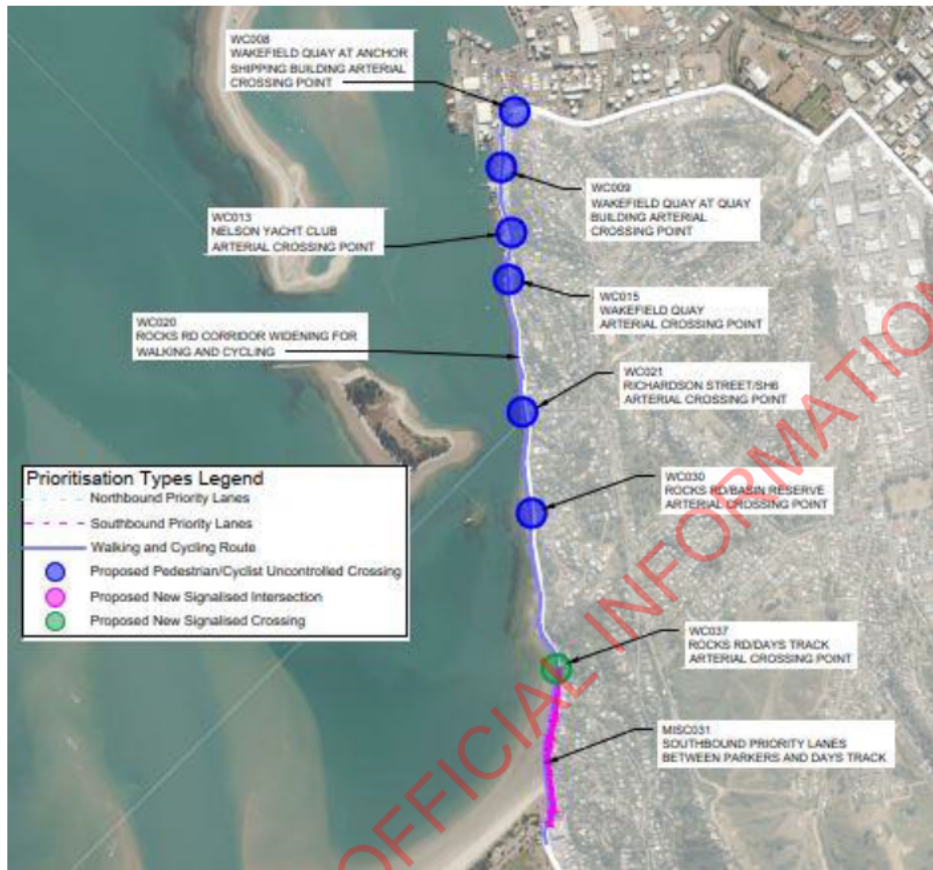 WC008
WAKEFIELD QUAY AT ANCHOR
SHIPPING BUILDING ARTERIAL
CROSSING POINT
WC009
WAKEFIELD QUAY AT QUAY
BUILDING ARTERIAL
CROSSING POINT
WC013
NELSON YACHT CLUB
ARTERIAL CROSSING POINT
WC015
WAKEFIELD QUAY
ARTERIAL CROSSING POINT
WC020
ROCKS RD CORRIDOR WIDENING FOR
WALKING AND CYCLING
WC021
RICHARDSON STREET/SH6
ARTERIAL CROSSING POINT
WC030
ROCKS RD/BASIN RESERVE
ARTERIAL CROSSING POINT
WC037
ROCKS RD/DAYS TRACK
ARTERIAL CROSSING POINT
MISC031
SOUTHBOUND PRIORITY LANES
BETWEEN PARKERS AND DAYS TRACK
Prioritisation Types Legend
Northbound Priority Lanes
Southbound Priority Lanes
Walking and Cycling Route
Proposed Pedestrian/Cyclist Uncontrolled Crossing
Proposed New Signalised Intersection
Proposed New Signalised Crossing
OFFICIAL INFORMATION